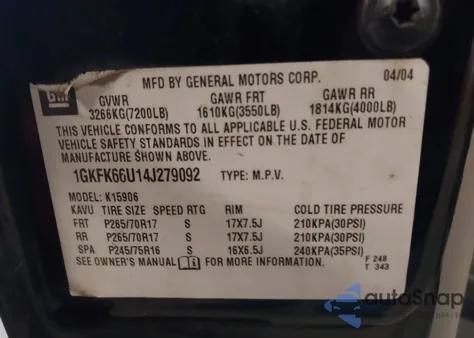 GM
MFD BY GENERAL MOTORS CORP. 04/04
GVWR GAWR FRT GAWR RR
3266KG(7200LB) 1610KG(3550LB) 1814KG(4000LB)
THIS VEHICLE CONFORMS TO ALL APPLICABLE U.S. FEDERAL MOTOR
VEHICLE SAFETY STANDARDS IN EFFECT ON THE DATE OF
MANUFACTURE SHOWN ABOVE.
1GKFK66U14J279092 TYPE: M.P.V.
MODEL: K15906
KAVU TIRE SIZE SPEED RTG RIM COLD TIRE PRESSURE
FRT P265/70R17 S 17X7.5J 210KPA(30PSI)
RR P265/70R17 S 17X7.5J 210KPA(30PSI)
SPA P245/75R16 S 16X6.5J 240KPA(35PSI)
SEE OWNER'S MANUAL FOR MORE INFORMATION
F 248
T 343
autoSnap